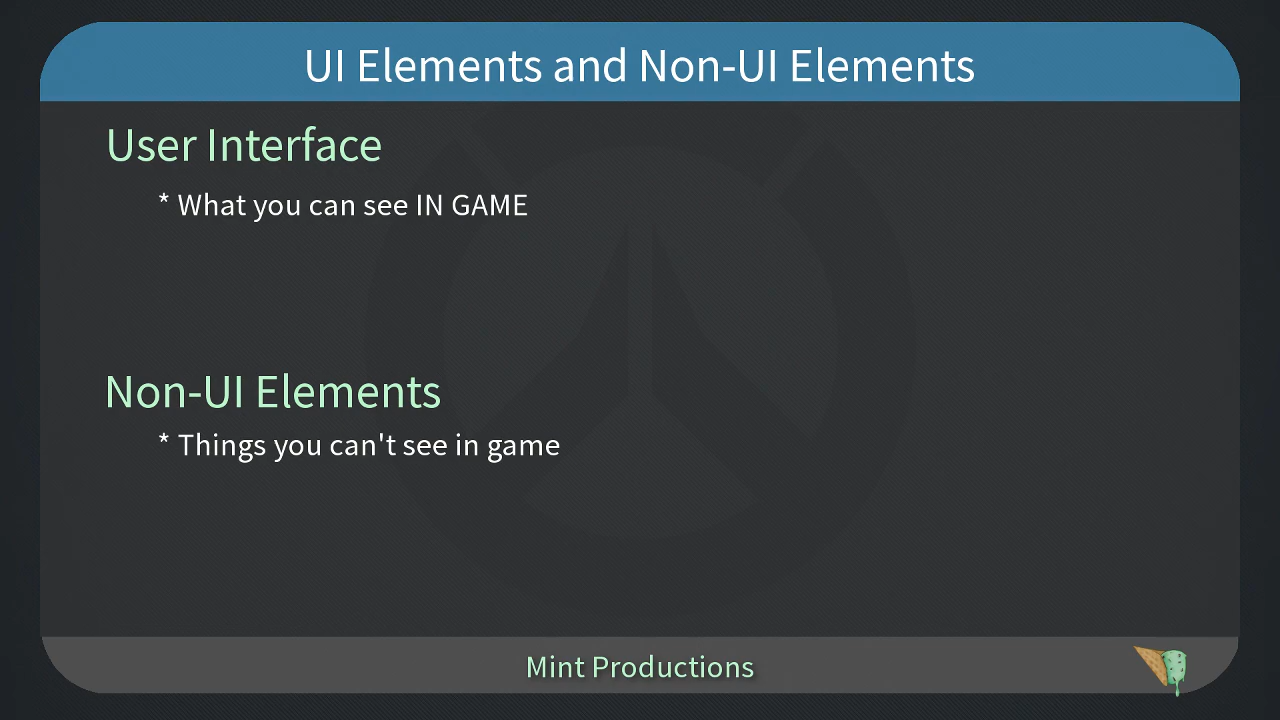 UI Elements and Non-UI Elements
User Interface
* What you can see IN GAME
Non-UI Elements
* Things you can't see in game
Mint Productions